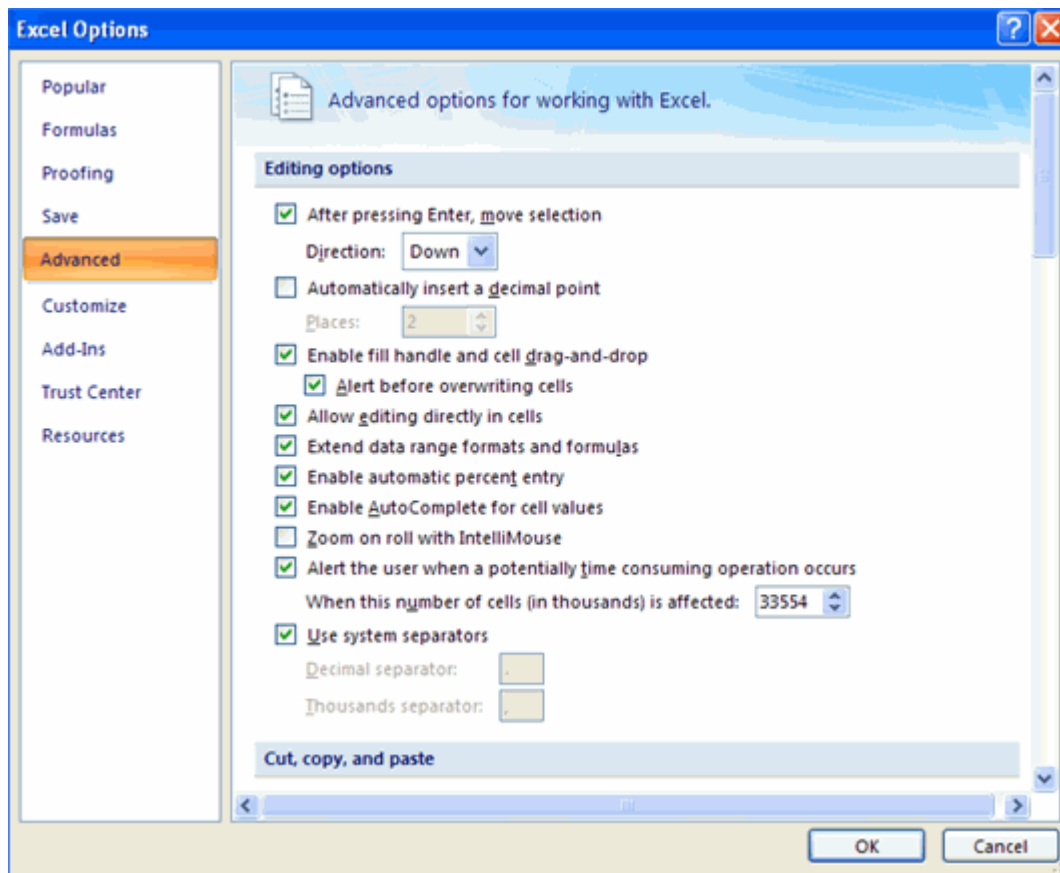 Excel Options
Popular
Formulas
Proofing
Save
Advanced
Customize
Add-Ins
Trust Center
Resources
Advanced options for working with Excel.
Editing options
After pressing Enter, move selection
Direction: Down
Automatically insert a decimal point
Places: 2
Enable fill handle and cell drag-and-drop
Alert before overwriting cells
Allow editing directly in cells
Extend data range formats and formulas
Enable automatic percent entry
Enable AutoComplete for cell values
Zoom on roll with IntelliMouse
Alert the user when a potentially time consuming operation occurs
When this number of cells (in thousands) is affected: 33554
Use system separators
Decimal separator: .
Thousands separator: ,
Cut, copy, and paste
OK Cancel